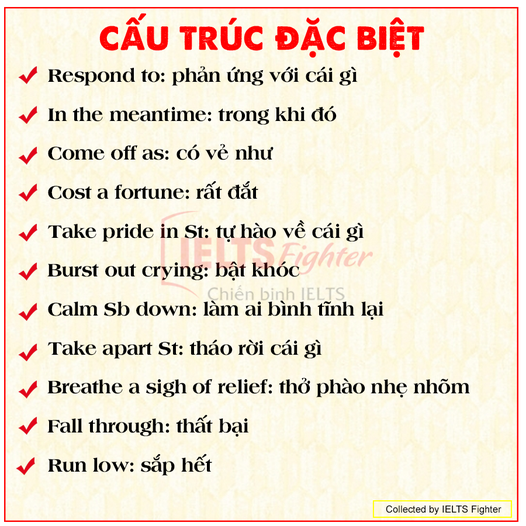 CẤU TRÚC ĐẶC BIỆT
Respond to: phản ứng với cái gì
In the meantime: trong khi đó
Come off as: có vẻ như
Cost a fortune: rất đắt
Take pride in St: tự hào về cái gì
IELTS Fighter
Burst out crying: bật khóc
Chiến binh IELTS
Calm Sb down: làm ai bình tĩnh lại
Take apart St: tháo rời cái gì
Breathe a sigh of relief: thở phào nhẹ nhõm
Fall through: thất bại
Run low: sắp hết
Collected by IELTS Fighter